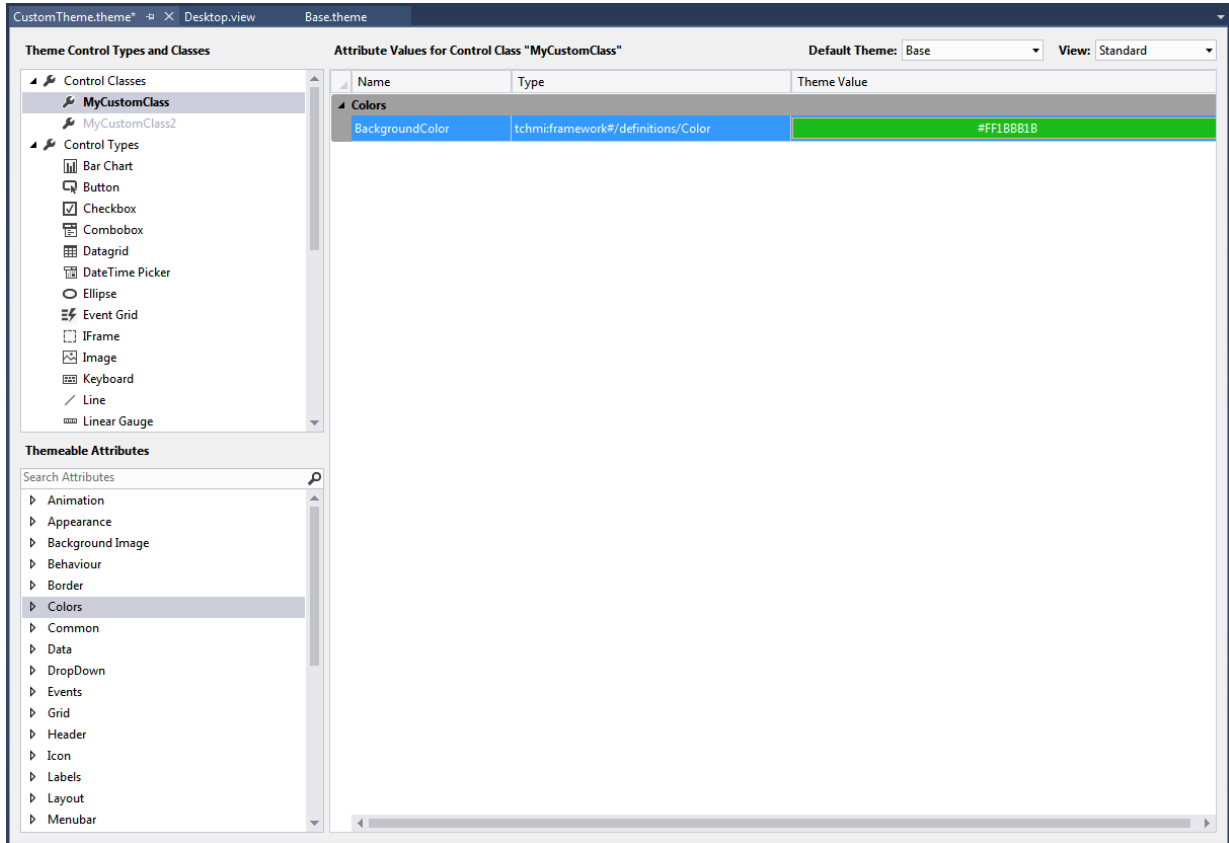 CustomTheme.theme* Desktop.view Base.theme
Theme Control Types and Classes
Control Classes
MyCustomClass
MyCustomClass2
Control Types
Bar Chart
Button
Checkbox
Combobox
Datagrid
DateTime Picker
Ellipse
Event Grid
IFrame
Image
Keyboard
Line
Linear Gauge
Themeable Attributes
Search Attributes
Animation
Appearance
Background Image
Behaviour
Border
Colors
Common
Data
DropDown
Events
Grid
Header
Icon
Labels
Layout
Menubar
Attribute Values for Control Class "MyCustomClass" Default Theme: Base View: Standard
Name Type Theme Value
Colors
BackgroundColor tchmi:framework#/definitions/Color #FF1BBB1B